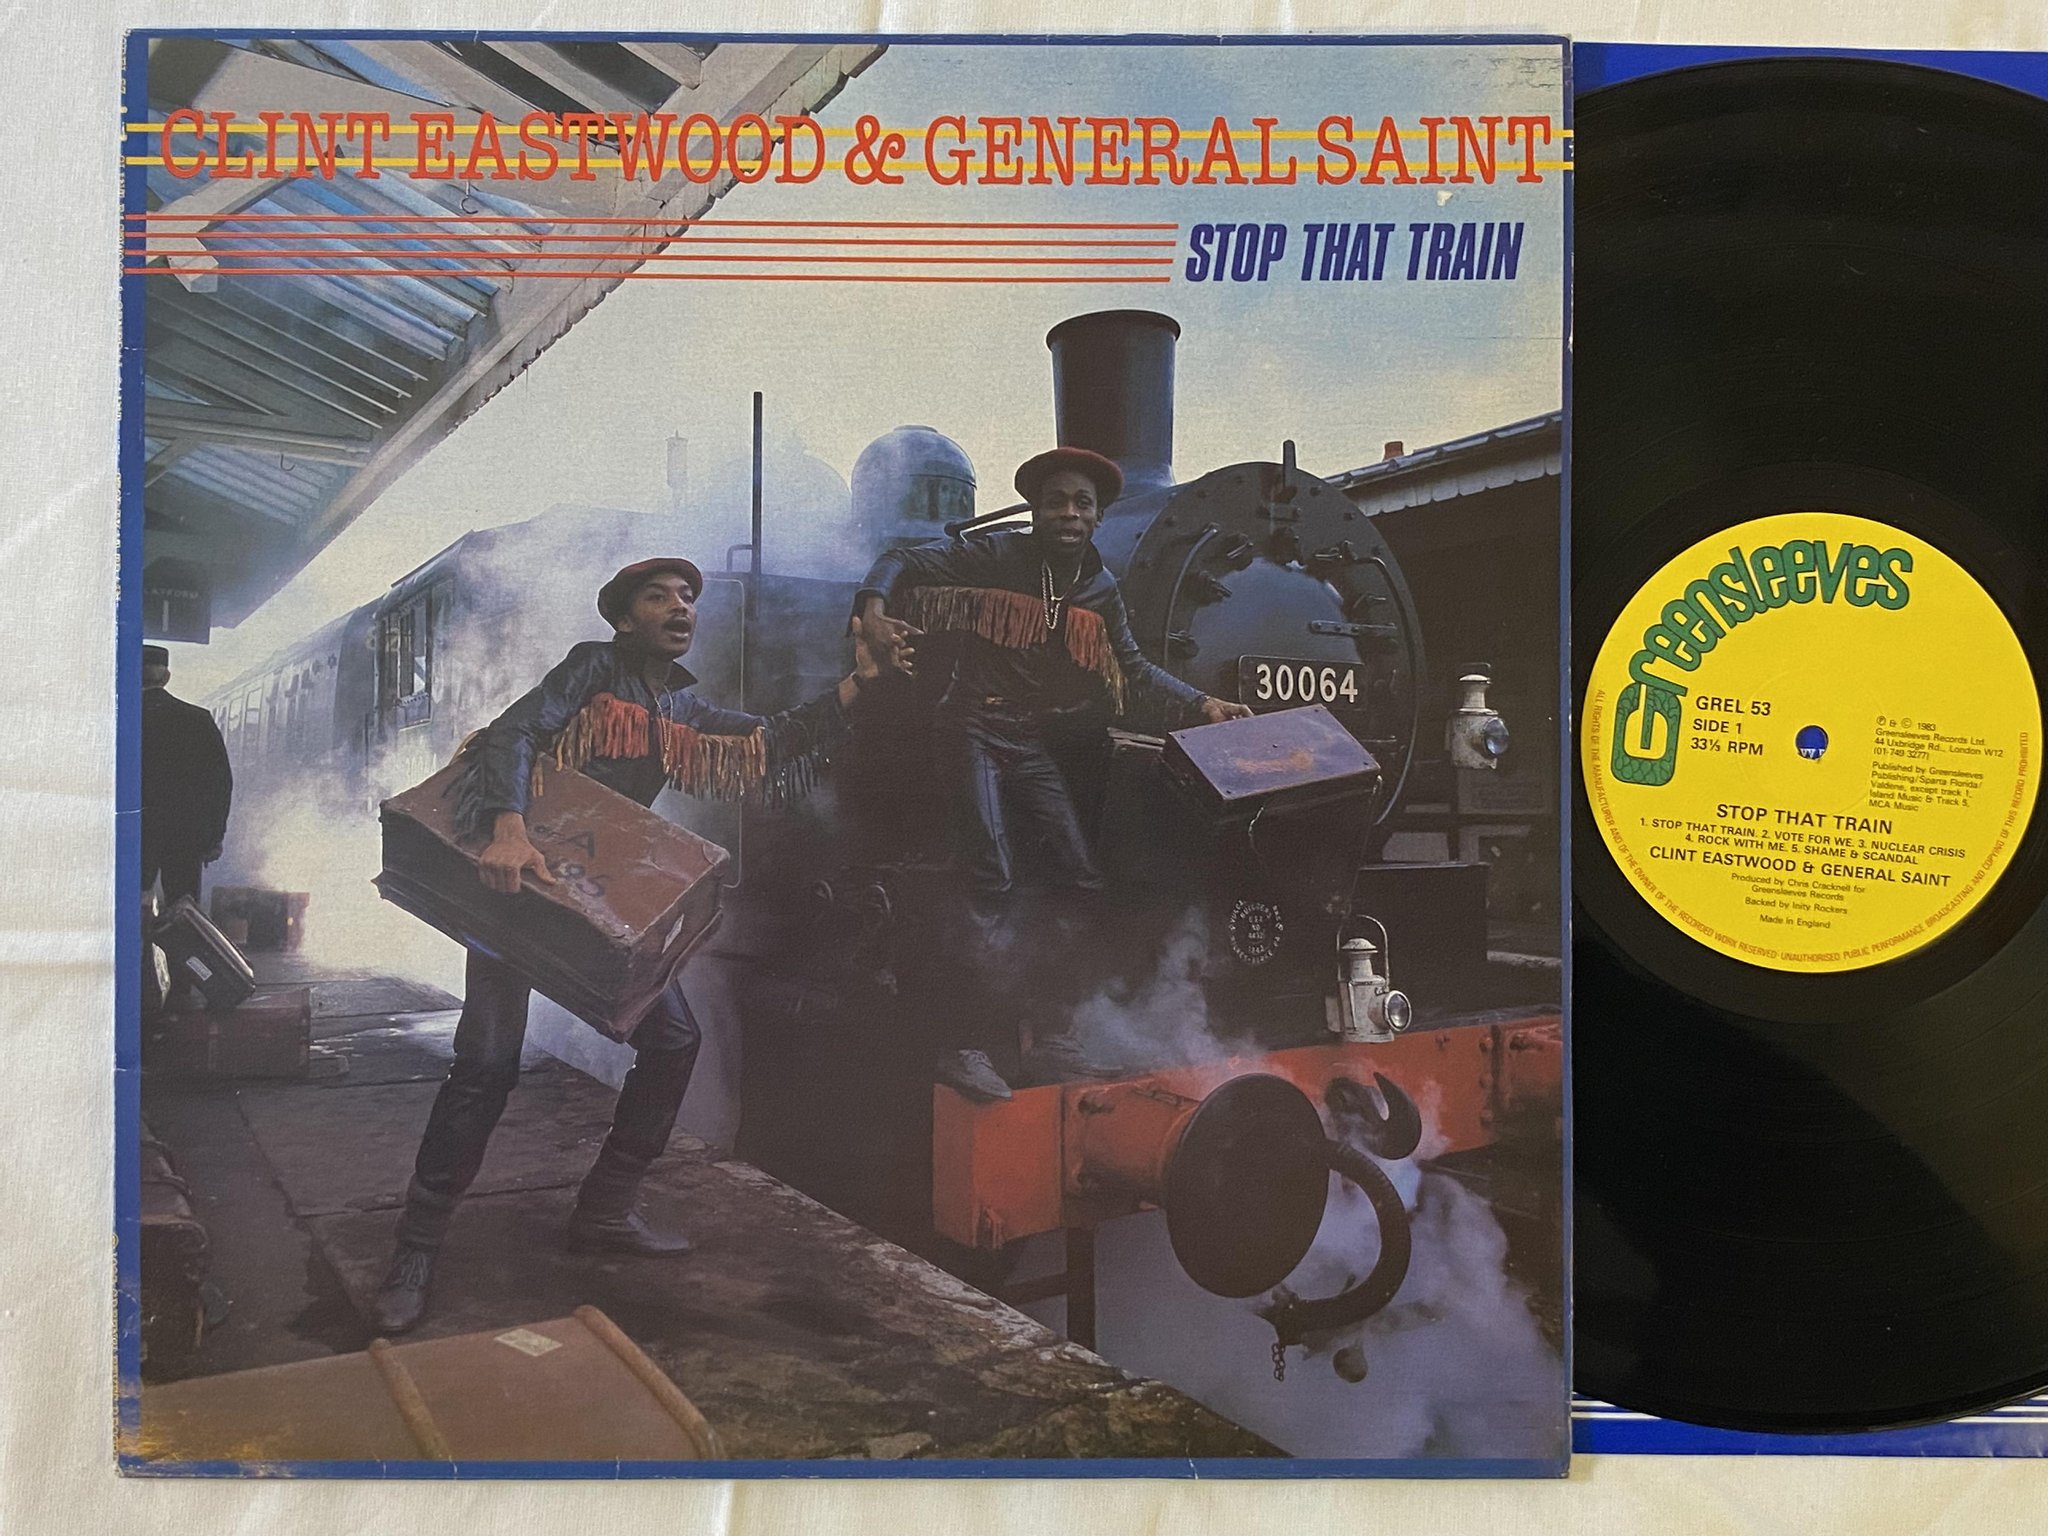 CLINT EASTWOOD & GENERAL SAINT
STOP THAT TRAIN
PLATFORM
1
30064
A
85
Greensleeves
G
GREL 53
SIDE 1
33⅓ RPM
℗ & © 1983
Greensleeves Records Ltd.
44 Uxbridge Rd., London W12
(01-749 3277)
Published by Greensleeves
Publishing/Sparta Florida/
Valdene, except track 1,
Island Music & Track 5,
MCA Music
STOP THAT TRAIN
1. STOP THAT TRAIN. 2. VOTE FOR WE. 3. NUCLEAR CRISIS
4. ROCK WITH ME. 5. SHAME & SCANDAL
CLINT EASTWOOD & GENERAL SAINT
Produced by Chris Cracknell for
Greensleeves Records
Backed by Inity Rockers
Made in England
ALL RIGHTS OF THE MANUFACTURER AND OF THE OWNER OF THE RECORDED WORK RESERVED · UNAUTHORISED PUBLIC PERFORMANCE BROADCASTING AND COPYING OF THIS RECORD PROHIBITED